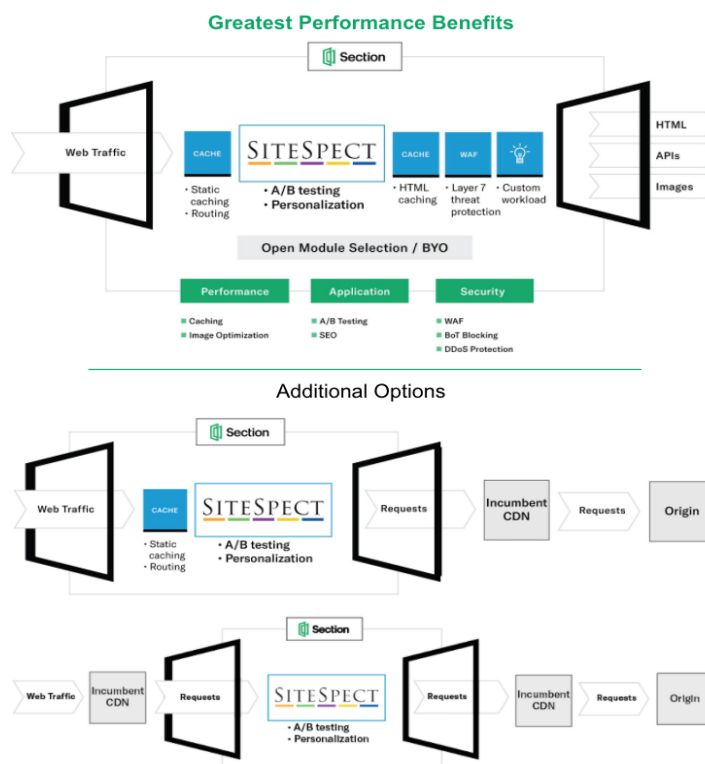 Greatest Performance Benefits
Section
Web Traffic
CACHE
• Static
caching
• Routing
SITESPECT
• A/B testing
• Personalization
CACHE
• HTML
caching
WAF
• Layer 7
threat
protection
• Custom
workload
HTML
APIs
Images
Open Module Selection / BYO
Performance
Caching
Image Optimization
Application
A/B Testing
SEO
Security
WAF
BoT Blocking
DDoS Protection
Additional Options
Section
Web Traffic
CACHE
• Static
caching
• Routing
SITESPECT
• A/B testing
• Personalization
Requests
Incumbent
CDN
Requests
Origin
Section
Web Traffic
Incumbent
CDN
Requests
SITESPECT
• A/B testing
• Personalization
Requests
Incumbent
CDN
Requests
Origin